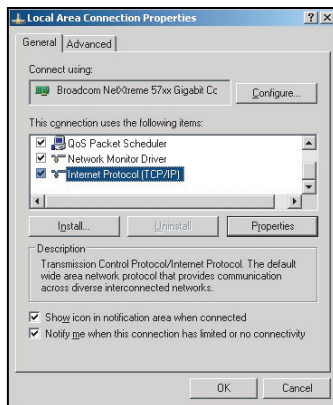 Local Area Connection Properties
General Advanced
Connect using:
Broadcom NetXtreme 57xx Gigabit Cc
Configure...
This connection uses the following items:
QoS Packet Scheduler
Network Monitor Driver
Internet Protocol (TCP/IP)
Install... Uninstall Properties
Description
Transmission Control Protocol/Internet Protocol. The default
wide area network protocol that provides communication
across diverse interconnected networks.
Show icon in notification area when connected
Notify me when this connection has limited or no connectivity
OK Cancel